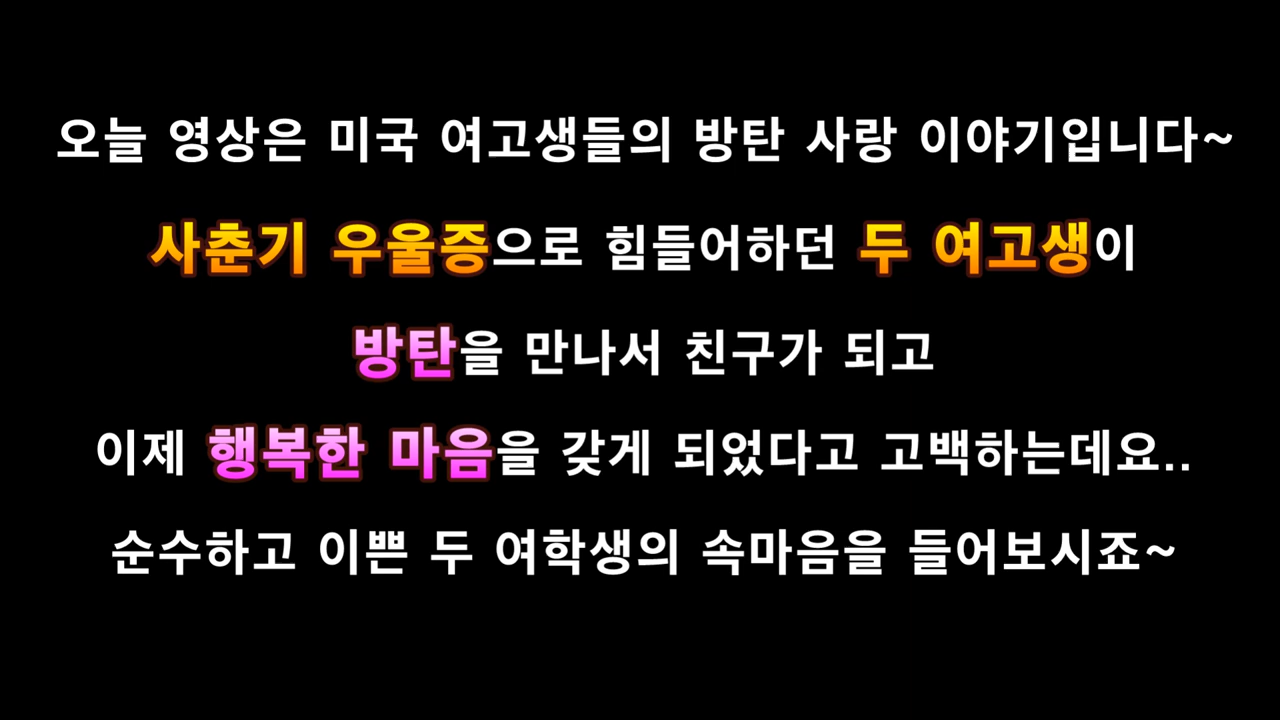 오늘 영상은 미국 여고생들의 방탄 사랑 이야기입니다~
사춘기 우울증으로 힘들어하던 두 여고생이
방탄을 만나서 친구가 되고
이제 행복한 마음을 갖게 되었다고 고백하는데요..
순수하고 이쁜 두 여학생의 속마음을 들어보시죠~